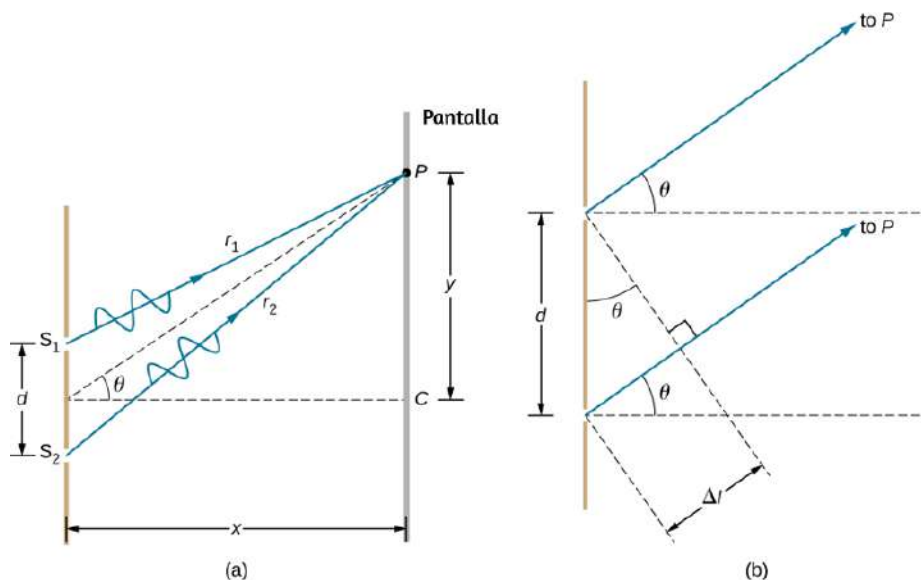 Pantalla
P
r₁
r₂
y
S₁
d
θ
C
S₂
x
(a)
to P
θ
to P
d
θ
θ
Δl
(b)